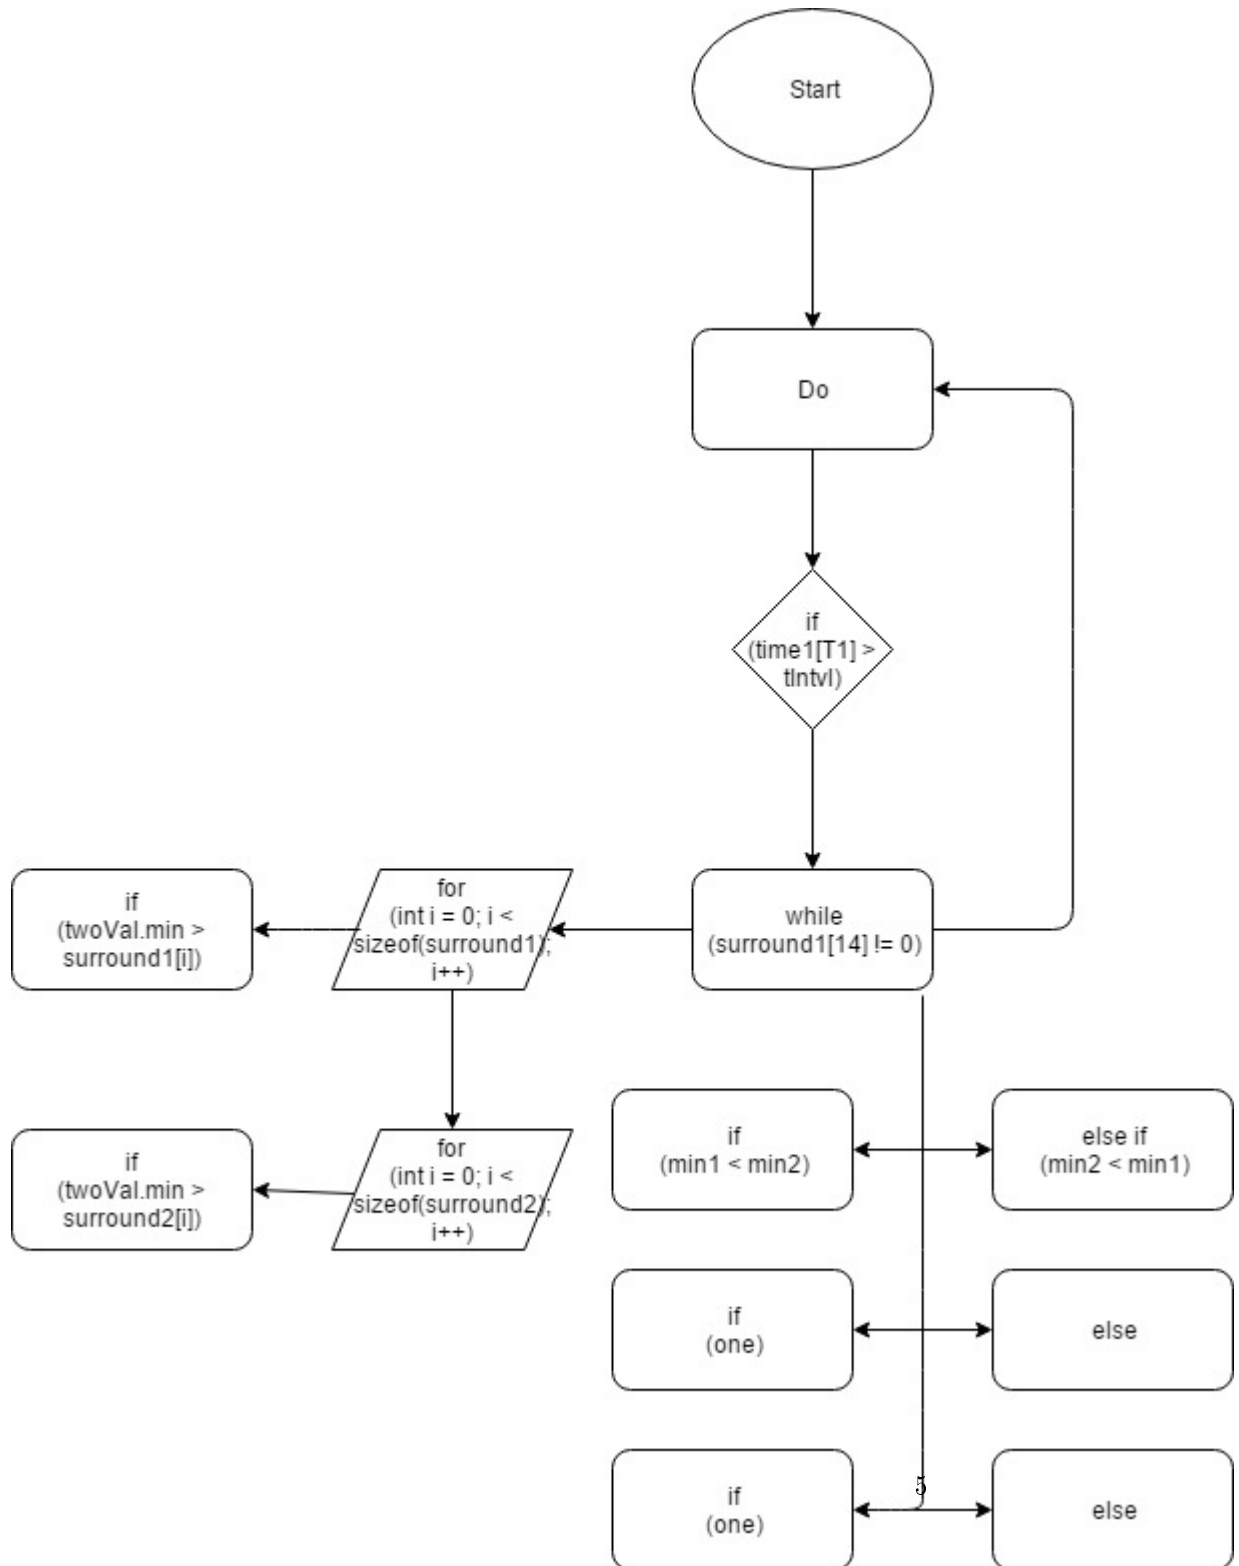 Start
Do
if
(time1[T1] >
tIntvl)
if
(twoVal.min >
surround1[i])
for
(int i = 0; i <
sizeof(surround1);
i++)
while
(surround1[14] != 0)
if
(twoVal.min >
surround2[i])
for
(int i = 0; i <
sizeof(surround2);
i++)
if
(min1 < min2)
else if
(min2 < min1)
if
(one)
else
if
(one)
else
5